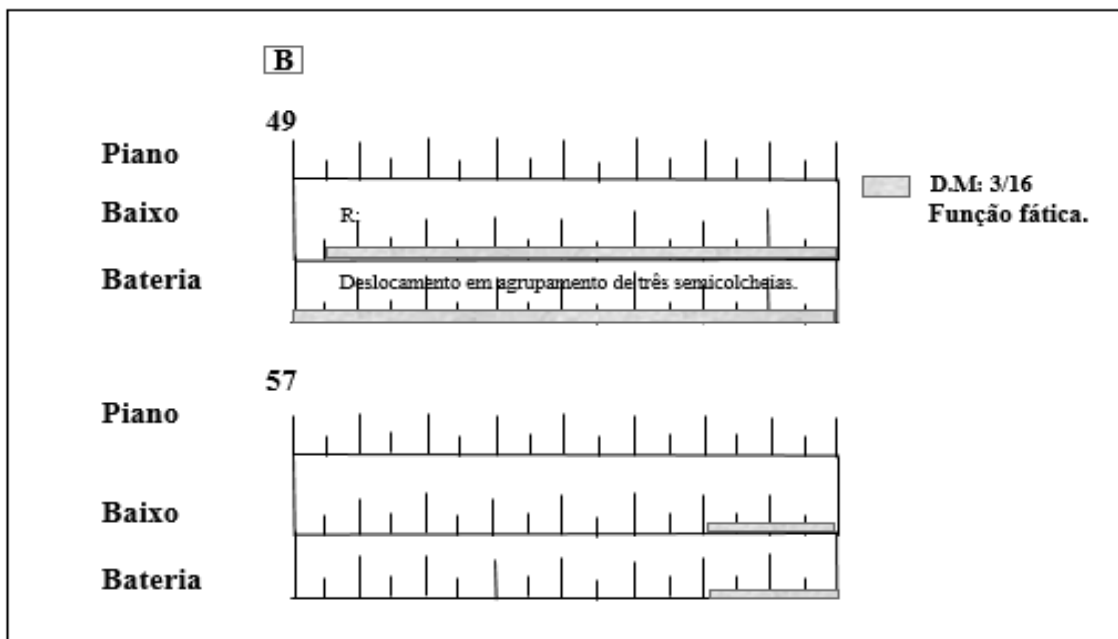 B
49
Piano
Baixo
R:
Bateria
Deslocamento em agrupamento de três semicolcheias.
D.M: 3/16
Função fática.
57
Piano
Baixo
Bateria